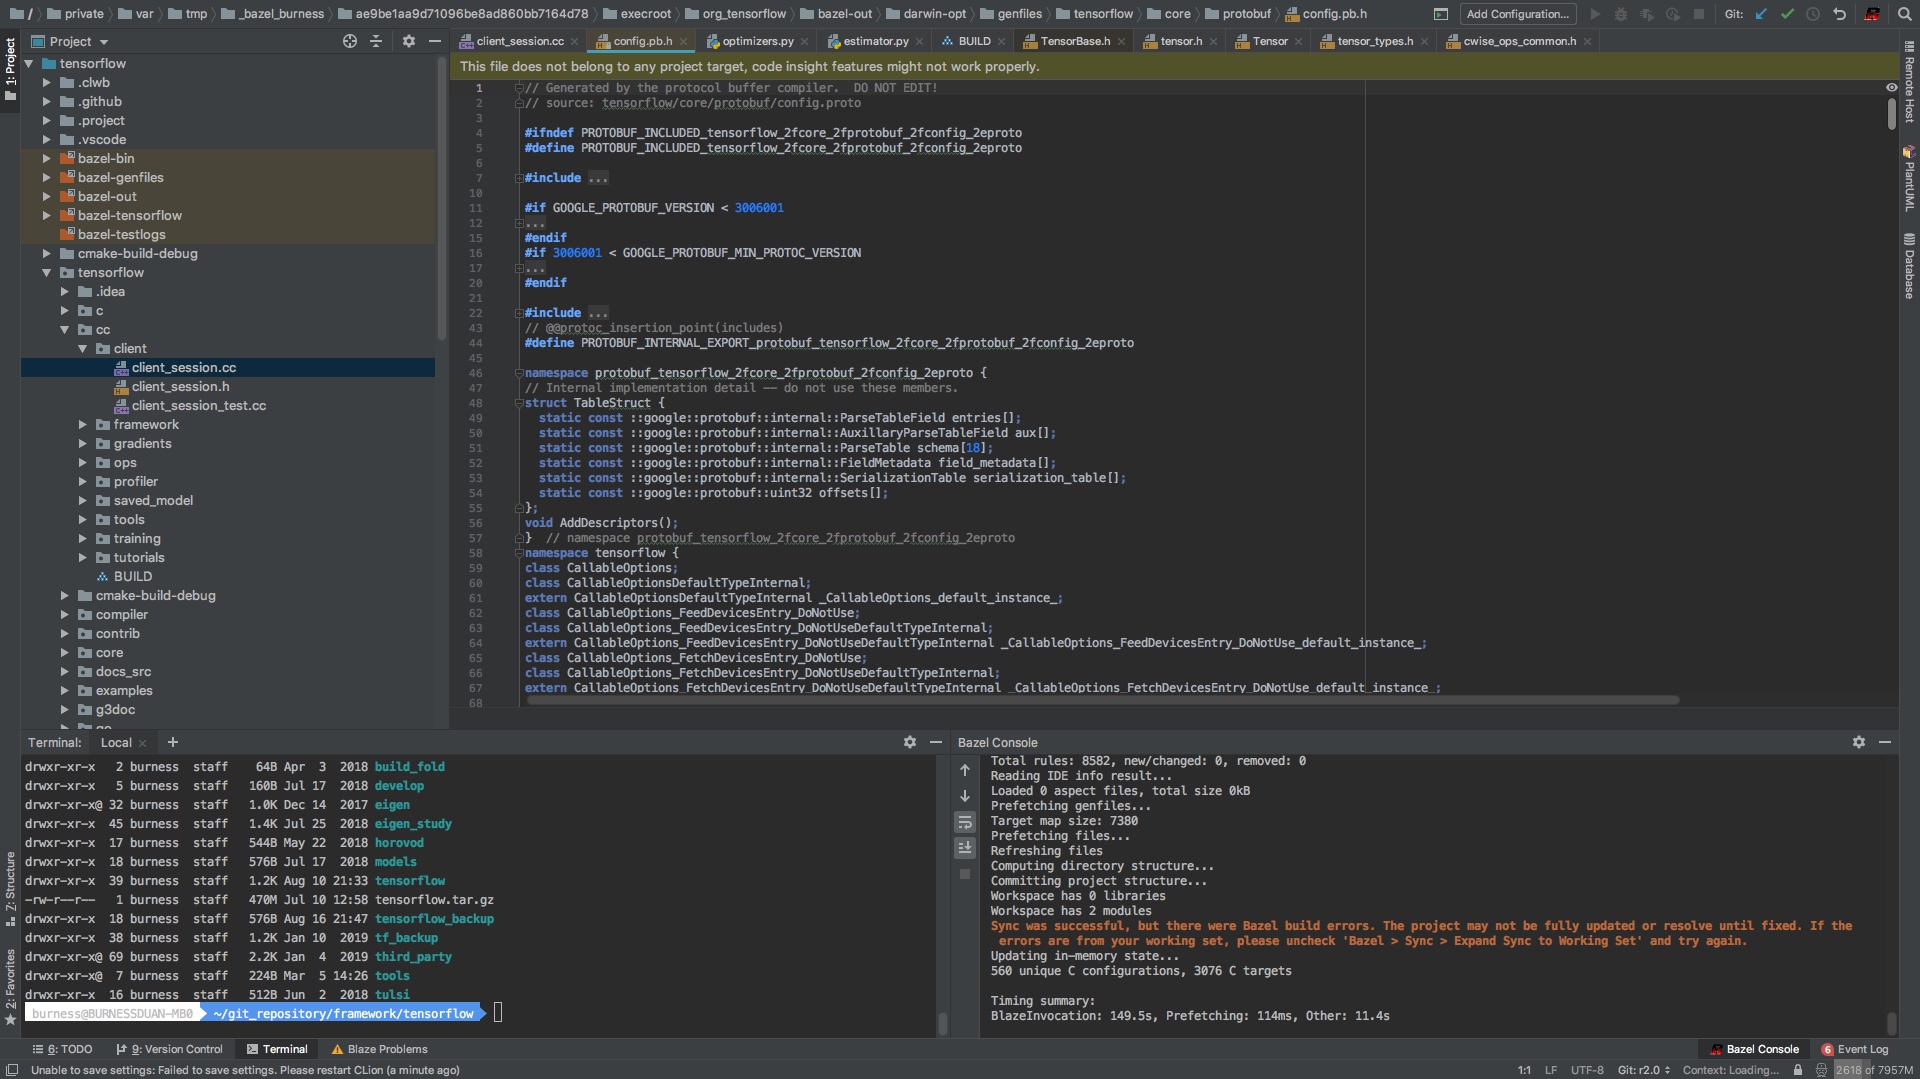 / private var tmp _bazel_burness ae9be1aa9d71096be8ad860bb7164d78 execroot org_tensorflow bazel-out darwin-opt genfiles tensorflow core protobuf config.pb.h Add Configuration... Git:
1: Project
Project
tensorflow
.clwb
.github
.project
.vscode
bazel-bin
bazel-genfiles
bazel-out
bazel-tensorflow
bazel-testlogs
cmake-build-debug
tensorflow
.idea
c
cc
client
client_session.cc
client_session.h
client_session_test.cc
framework
gradients
ops
profiler
saved_model
tools
training
tutorials
BUILD
cmake-build-debug
compiler
contrib
core
docs_src
examples
g3doc
go
client_session.cc config.pb.h optimizers.py estimator.py BUILD TensorBase.h tensor.h Tensor tensor_types.h cwise_ops_common.h
This file does not belong to any project target, code insight features might not work properly.
1 // Generated by the protocol buffer compiler.  DO NOT EDIT!
2 // source: tensorflow/core/protobuf/config.proto
3
4 #ifndef PROTOBUF_INCLUDED_tensorflow_2fcore_2fprotobuf_2fconfig_2eproto
5 #define PROTOBUF_INCLUDED_tensorflow_2fcore_2fprotobuf_2fconfig_2eproto
6
7 #include ...
10
11 #if GOOGLE_PROTOBUF_VERSION < 3006001
12 ...
15 #endif
16 #if 3006001 < GOOGLE_PROTOBUF_MIN_PROTOC_VERSION
17 ...
20 #endif
21
22 #include ...
43 // @@protoc_insertion_point(includes)
44 #define PROTOBUF_INTERNAL_EXPORT_protobuf_tensorflow_2fcore_2fprotobuf_2fconfig_2eproto
45
46 namespace protobuf_tensorflow_2fcore_2fprotobuf_2fconfig_2eproto {
47 // Internal implementation detail -- do not use these members.
48 struct TableStruct {
49 static const ::google::protobuf::internal::ParseTableField entries[];
50 static const ::google::protobuf::internal::AuxillaryParseTableField aux[];
51 static const ::google::protobuf::internal::ParseTable schema[18];
52 static const ::google::protobuf::internal::FieldMetadata field_metadata[];
53 static const ::google::protobuf::internal::SerializationTable serialization_table[];
54 static const ::google::protobuf::uint32 offsets[];
55 };
56 void AddDescriptors();
57 }  // namespace protobuf_tensorflow_2fcore_2fprotobuf_2fconfig_2eproto
58 namespace tensorflow {
59 class CallableOptions;
60 class CallableOptionsDefaultTypeInternal;
61 extern CallableOptionsDefaultTypeInternal _CallableOptions_default_instance_;
62 class CallableOptions_FeedDevicesEntry_DoNotUse;
63 class CallableOptions_FeedDevicesEntry_DoNotUseDefaultTypeInternal;
64 extern CallableOptions_FeedDevicesEntry_DoNotUseDefaultTypeInternal _CallableOptions_FeedDevicesEntry_DoNotUse_default_instance_;
65 class CallableOptions_FetchDevicesEntry_DoNotUse;
66 class CallableOptions_FetchDevicesEntry_DoNotUseDefaultTypeInternal;
67 extern CallableOptions_FetchDevicesEntry_DoNotUseDefaultTypeInternal _CallableOptions_FetchDevicesEntry_DoNotUse_default_instance_;
68
Remote Host
PlantUML
Database
Z: Structure
2: Favorites
Terminal: Local +
drwxr-xr-x 2 burness staff 64B Apr 3 2018 build_fold
drwxr-xr-x 5 burness staff 160B Jul 17 2018 develop
drwxr-xr-x@ 32 burness staff 1.0K Dec 14 2017 eigen
drwxr-xr-x 45 burness staff 1.4K Jul 25 2018 eigen_study
drwxr-xr-x 17 burness staff 544B May 22 2018 horovod
drwxr-xr-x 18 burness staff 576B Jul 17 2018 models
drwxr-xr-x 39 burness staff 1.2K Aug 10 21:33 tensorflow
-rw-r--r-- 1 burness staff 470M Jul 10 12:58 tensorflow.tar.gz
drwxr-xr-x 18 burness staff 576B Aug 16 21:47 tensorflow_backup
drwxr-xr-x 38 burness staff 1.2K Jan 10 2019 tf_backup
drwxr-xr-x@ 69 burness staff 2.2K Jan 4 2019 third_party
drwxr-xr-x@ 7 burness staff 224B Mar 5 14:26 tools
drwxr-xr-x 16 burness staff 512B Jun 2 2018 tulsi
burness@BURNESSDUAN-MB0 ~/git_repository/framework/tensorflow
Bazel Console
Total rules: 8582, new/changed: 0, removed: 0
Reading IDE info result...
Loaded 0 aspect files, total size 0kB
Prefetching genfiles...
Target map size: 7380
Prefetching files...
Refreshing files
Computing directory structure...
Committing project structure...
Workspace has 0 libraries
Workspace has 2 modules
Sync was successful, but there were Bazel build errors. The project may not be fully updated or resolve until fixed. If the
errors are from your working set, please uncheck 'Bazel > Sync > Expand Sync to Working Set' and try again.
Updating in-memory state...
560 unique C configurations, 3076 C targets
Timing summary:
BlazeInvocation: 149.5s, Prefetching: 114ms, Other: 11.4s
6: TODO 9: Version Control Terminal Blaze Problems Bazel Console 6 Event Log
Unable to save settings: Failed to save settings. Please restart CLion (a minute ago) 1:1 LF UTF-8 Git: r2.0 Context: Loading... 2618 of 7957M